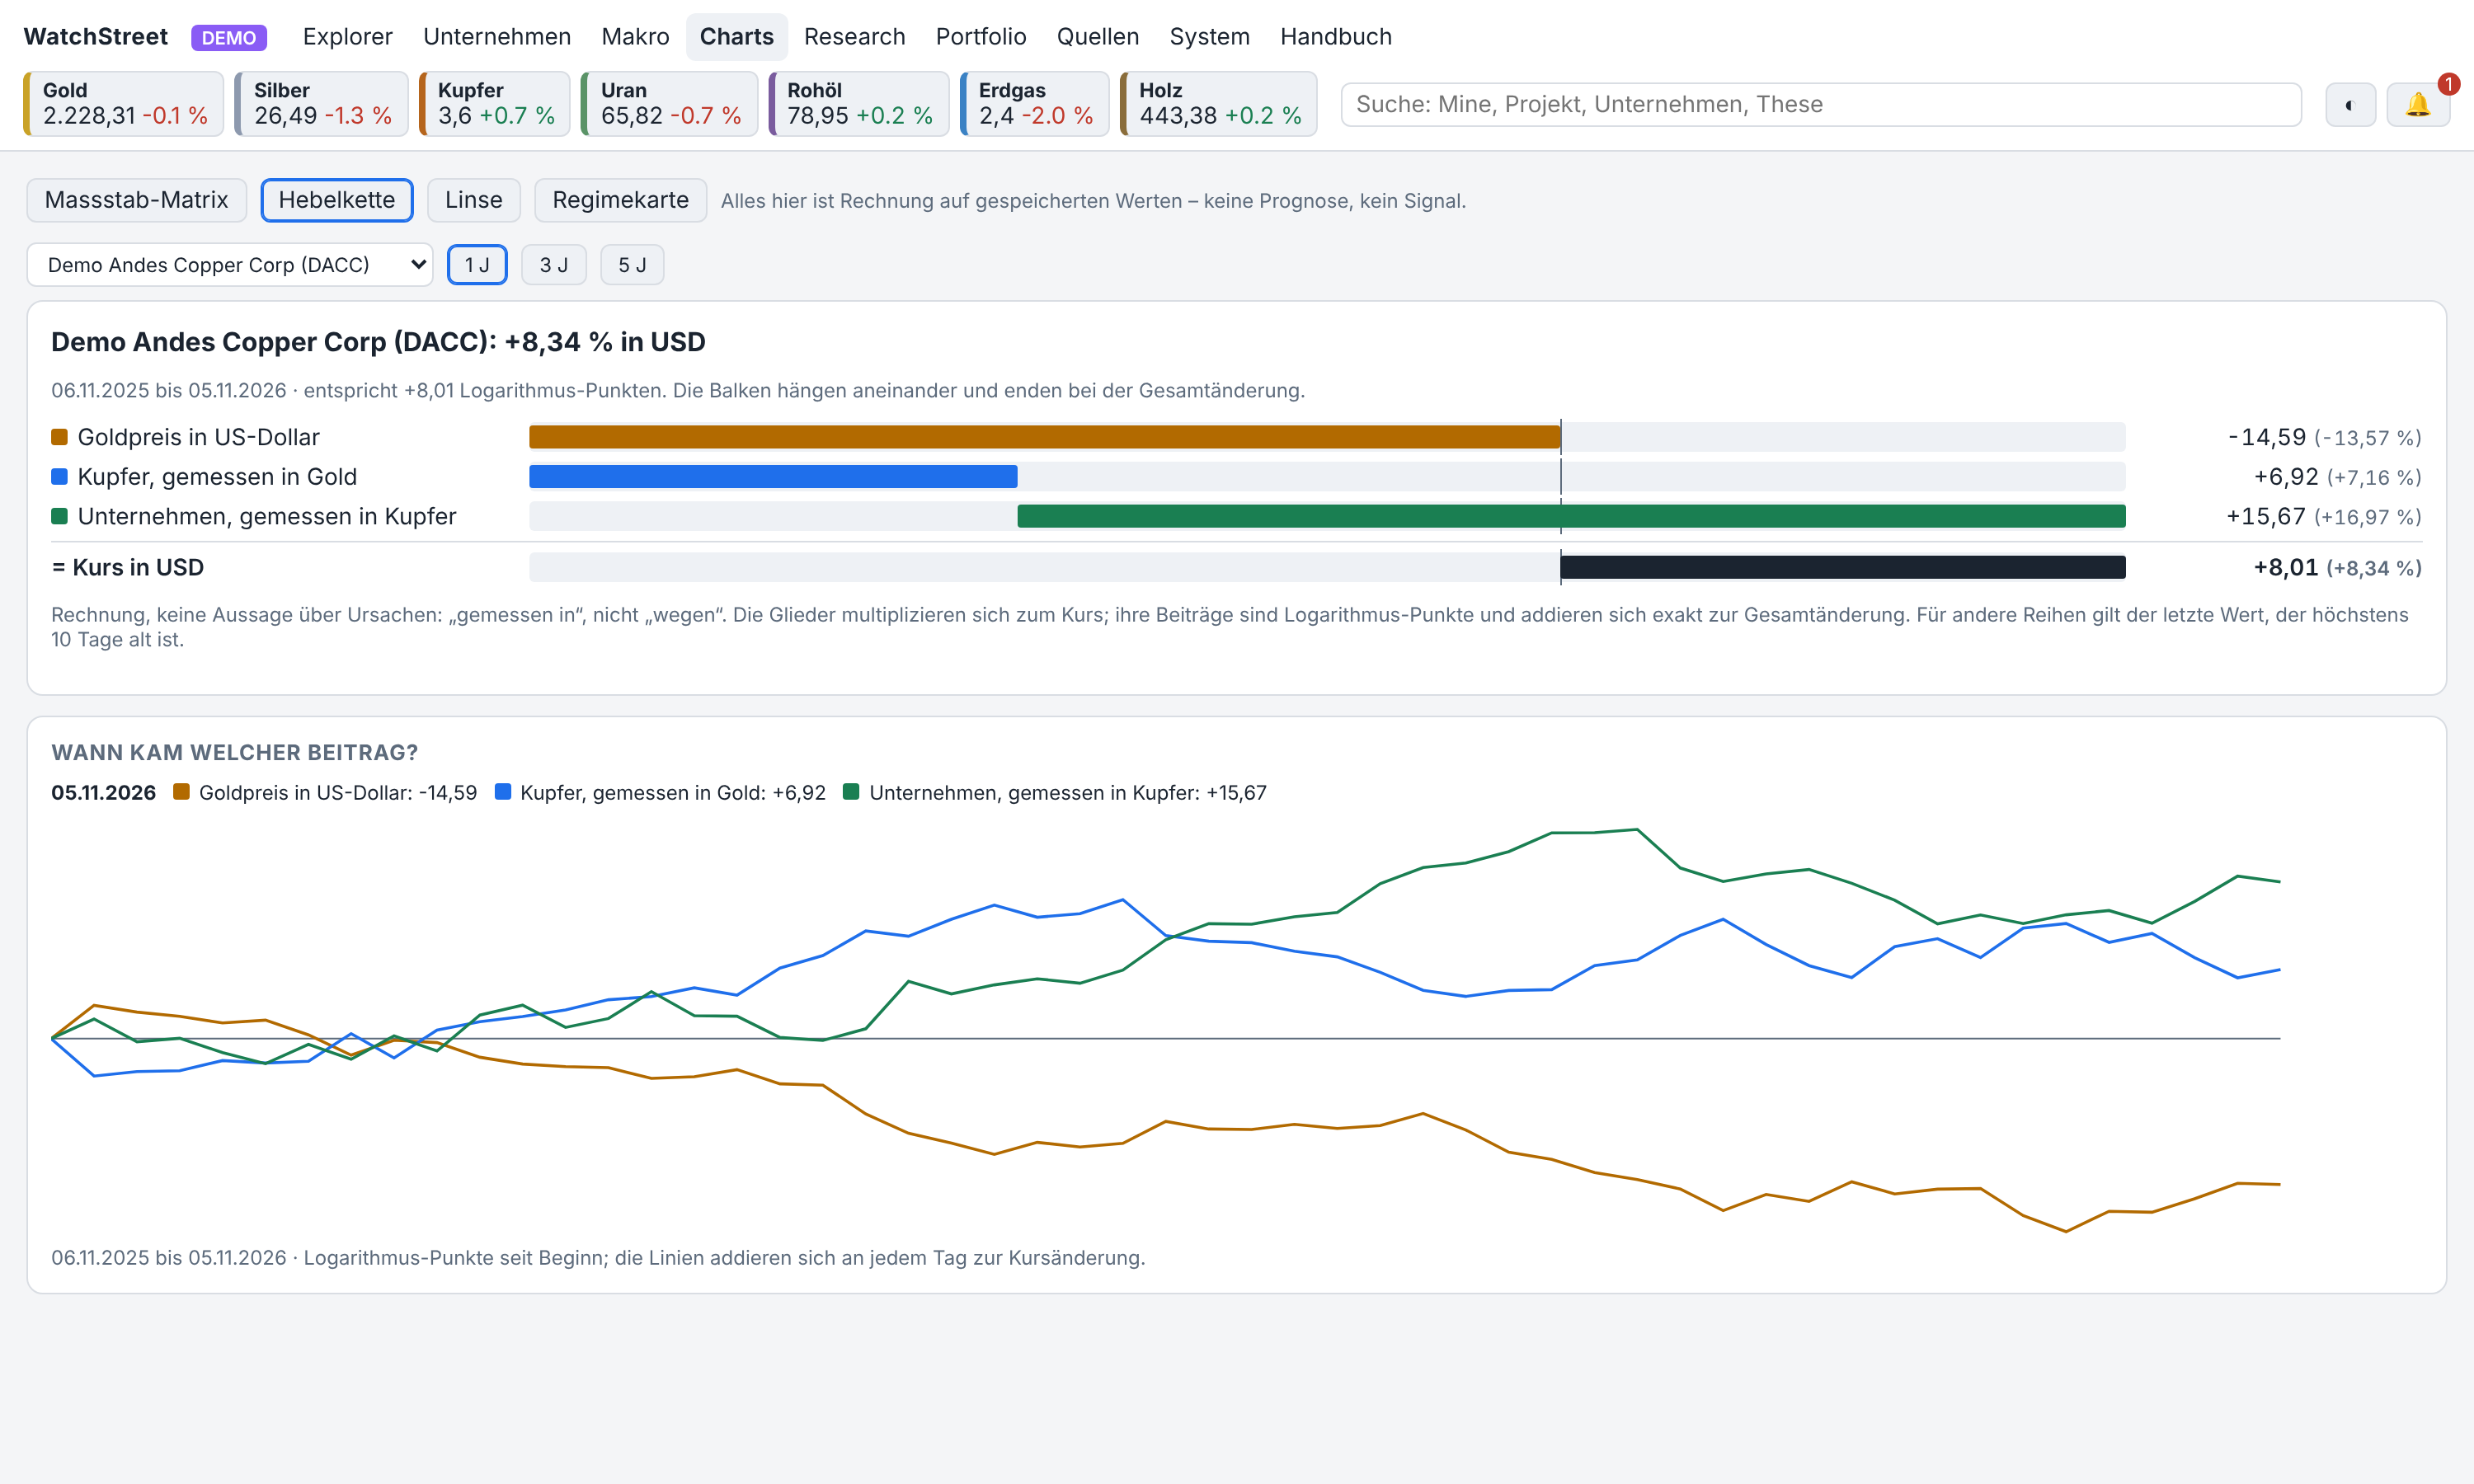 WatchStreet DEMO Explorer Unternehmen Makro Charts Research Portfolio Quellen System Handbuch
Gold Silber Kupfer Uran Rohöl Erdgas Holz
2.228,31 -0.1 % 26,49 -1.3 % 3,6 +0.7 % 65,82 -0.7 % 78,95 +0.2 % 2,4 -2.0 % 443,38 +0.2 %
Suche: Mine, Projekt, Unternehmen, These
1
Massstab-Matrix Hebelkette Linse Regimekarte Alles hier ist Rechnung auf gespeicherten Werten – keine Prognose, kein Signal.
Demo Andes Copper Corp (DACC) 1 J 3 J 5 J
Demo Andes Copper Corp (DACC): +8,34 % in USD
06.11.2025 bis 05.11.2026 · entspricht +8,01 Logarithmus-Punkten. Die Balken hängen aneinander und enden bei der Gesamtänderung.
Goldpreis in US-Dollar -14,59 (-13,57 %)
Kupfer, gemessen in Gold +6,92 (+7,16 %)
Unternehmen, gemessen in Kupfer +15,67 (+16,97 %)
= Kurs in USD +8,01 (+8,34 %)
Rechnung, keine Aussage über Ursachen: „gemessen in“, nicht „wegen“. Die Glieder multiplizieren sich zum Kurs; ihre Beiträge sind Logarithmus-Punkte und addieren sich exakt zur Gesamtänderung. Für andere Reihen gilt der letzte Wert, der höchstens
10 Tage alt ist.
WANN KAM WELCHER BEITRAG?
05.11.2026 Goldpreis in US-Dollar: -14,59 Kupfer, gemessen in Gold: +6,92 Unternehmen, gemessen in Kupfer: +15,67
06.11.2025 bis 05.11.2026 · Logarithmus-Punkte seit Beginn; die Linien addieren sich an jedem Tag zur Kursänderung.